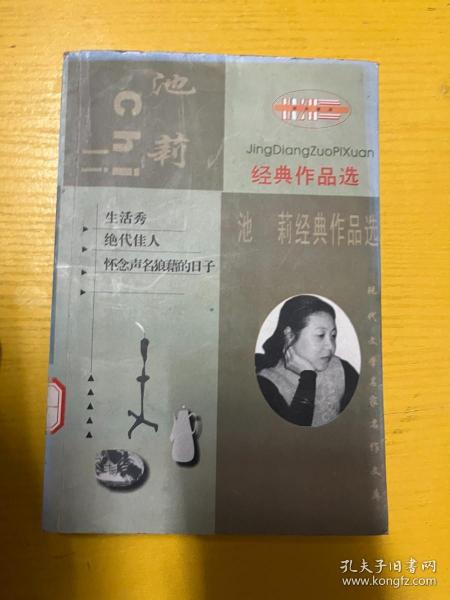 池
莉
chi
li
JingDiangZuoPiXuan
经典作品选
池 莉经典作品选
生活秀
绝代佳人
怀念声名狼藉的日子
现代文学名家名作文库
孔夫子旧书网
www.kongfz.com